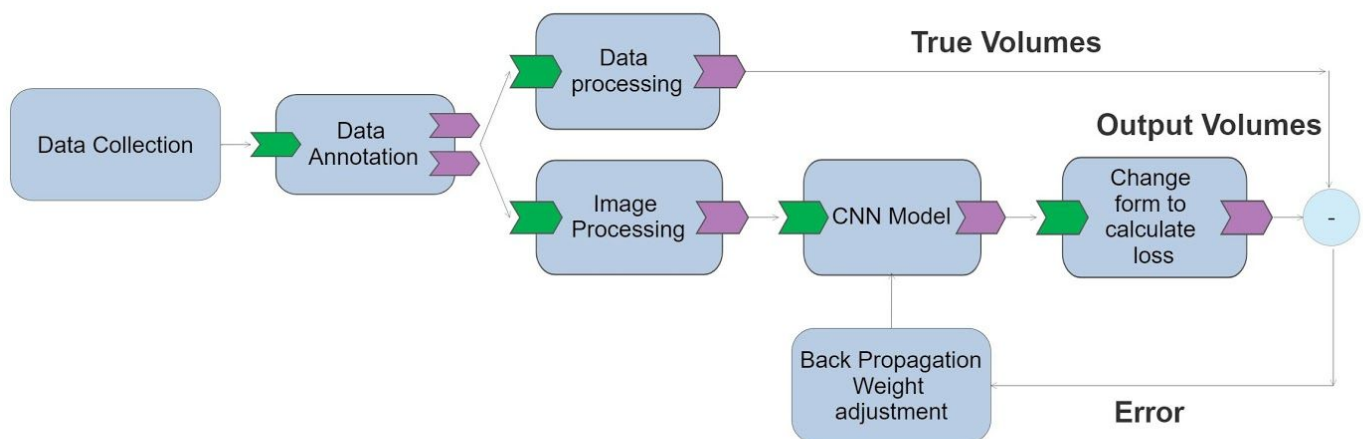 Data Collection
Data
Annotation
Data
processing
True Volumes
Image
Processing
CNN Model
Output Volumes
Change
form to
calculate
loss
-
Back Propagation
Weight
adjustment
Error